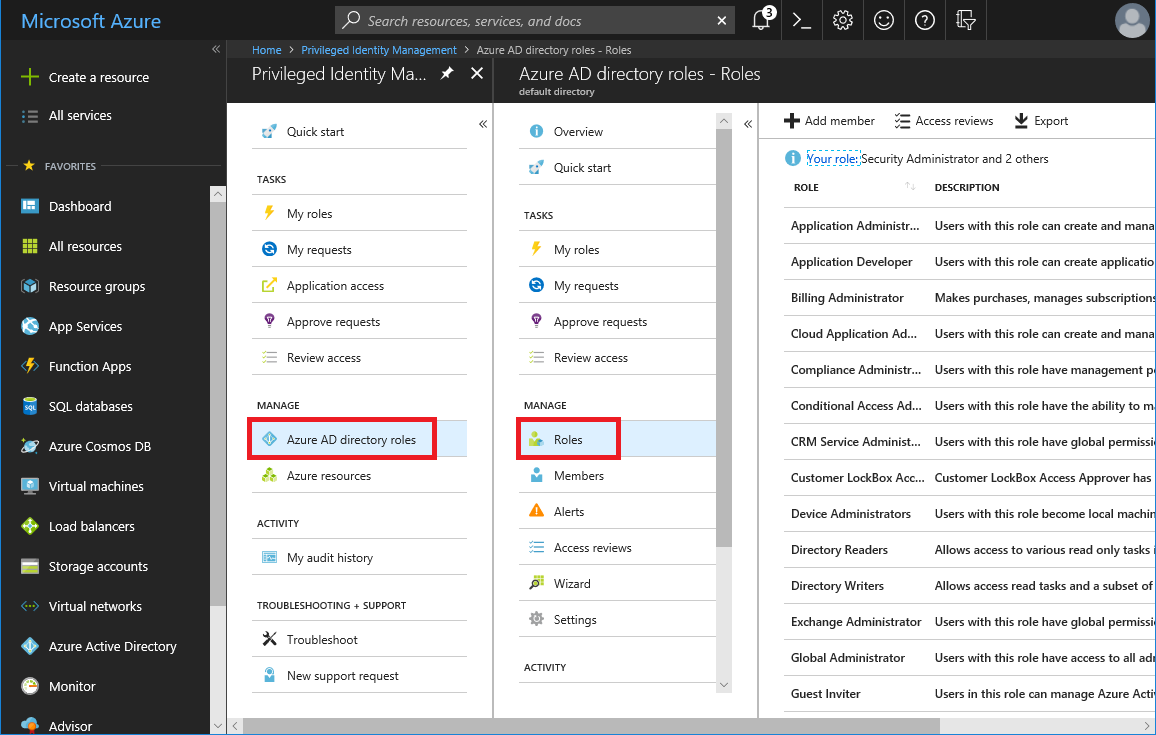 Microsoft Azure
Search resources, services, and docs
3
Home > Privileged Identity Management > Azure AD directory roles - Roles
Create a resource
All services
FAVORITES
Dashboard
All resources
Resource groups
App Services
Function Apps
SQL databases
Azure Cosmos DB
Virtual machines
Load balancers
Storage accounts
Virtual networks
Azure Active Directory
Monitor
Advisor
Privileged Identity Ma...
Quick start
TASKS
My roles
My requests
Application access
Approve requests
Review access
MANAGE
Azure AD directory roles
Azure resources
ACTIVITY
My audit history
TROUBLESHOOTING + SUPPORT
Troubleshoot
New support request
Azure AD directory roles - Roles
default directory
Overview
Quick start
TASKS
My roles
My requests
Approve requests
Review access
MANAGE
Roles
Members
Alerts
Access reviews
Wizard
Settings
ACTIVITY
Add member Access reviews Export
Your role: Security Administrator and 2 others
ROLE DESCRIPTION
Application Administr... Users with this role can create and mana
Application Developer Users with this role can create applicatio
Billing Administrator Makes purchases, manages subscriptions
Cloud Application Ad... Users with this role can create and mana
Compliance Administr... Users with this role have management pe
Conditional Access Ad... Users with this role have the ability to m
CRM Service Administ... Users with this role have global permissi
Customer LockBox Acc... Customer LockBox Access Approver has
Device Administrators Users with this role become local machin
Directory Readers Allows access to various read only tasks i
Directory Writers Allows access read tasks and a subset of
Exchange Administrator Users with this role have global permissi
Global Administrator Users with this role have access to all adm
Guest Inviter Users in this role can manage Azure Activ